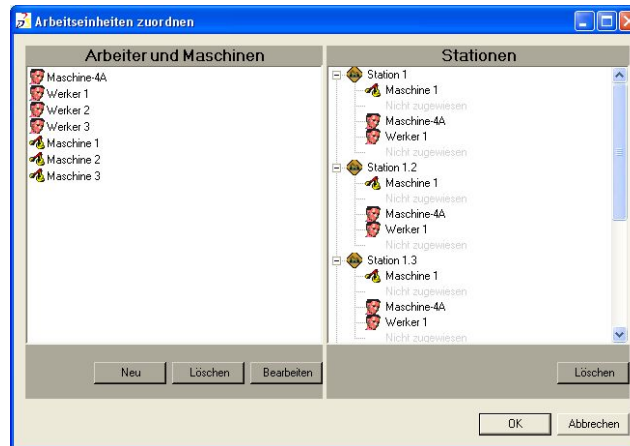 Arbeitseinheiten zuordnen
Arbeiter und Maschinen
Maschine-4A
Werker 1
Werker 2
Werker 3
Maschine 1
Maschine 2
Maschine 3
Neu
Löschen
Bearbeiten
Stationen
Station 1
Maschine 1
Nicht zugewiesen
Maschine-4A
Werker 1
Nicht zugewiesen
Station 1.2
Maschine 1
Nicht zugewiesen
Maschine-4A
Werker 1
Nicht zugewiesen
Station 1.3
Maschine 1
Nicht zugewiesen
Maschine-4A
Werker 1
Nicht zugewiesen
Löschen
OK
Abbrechen